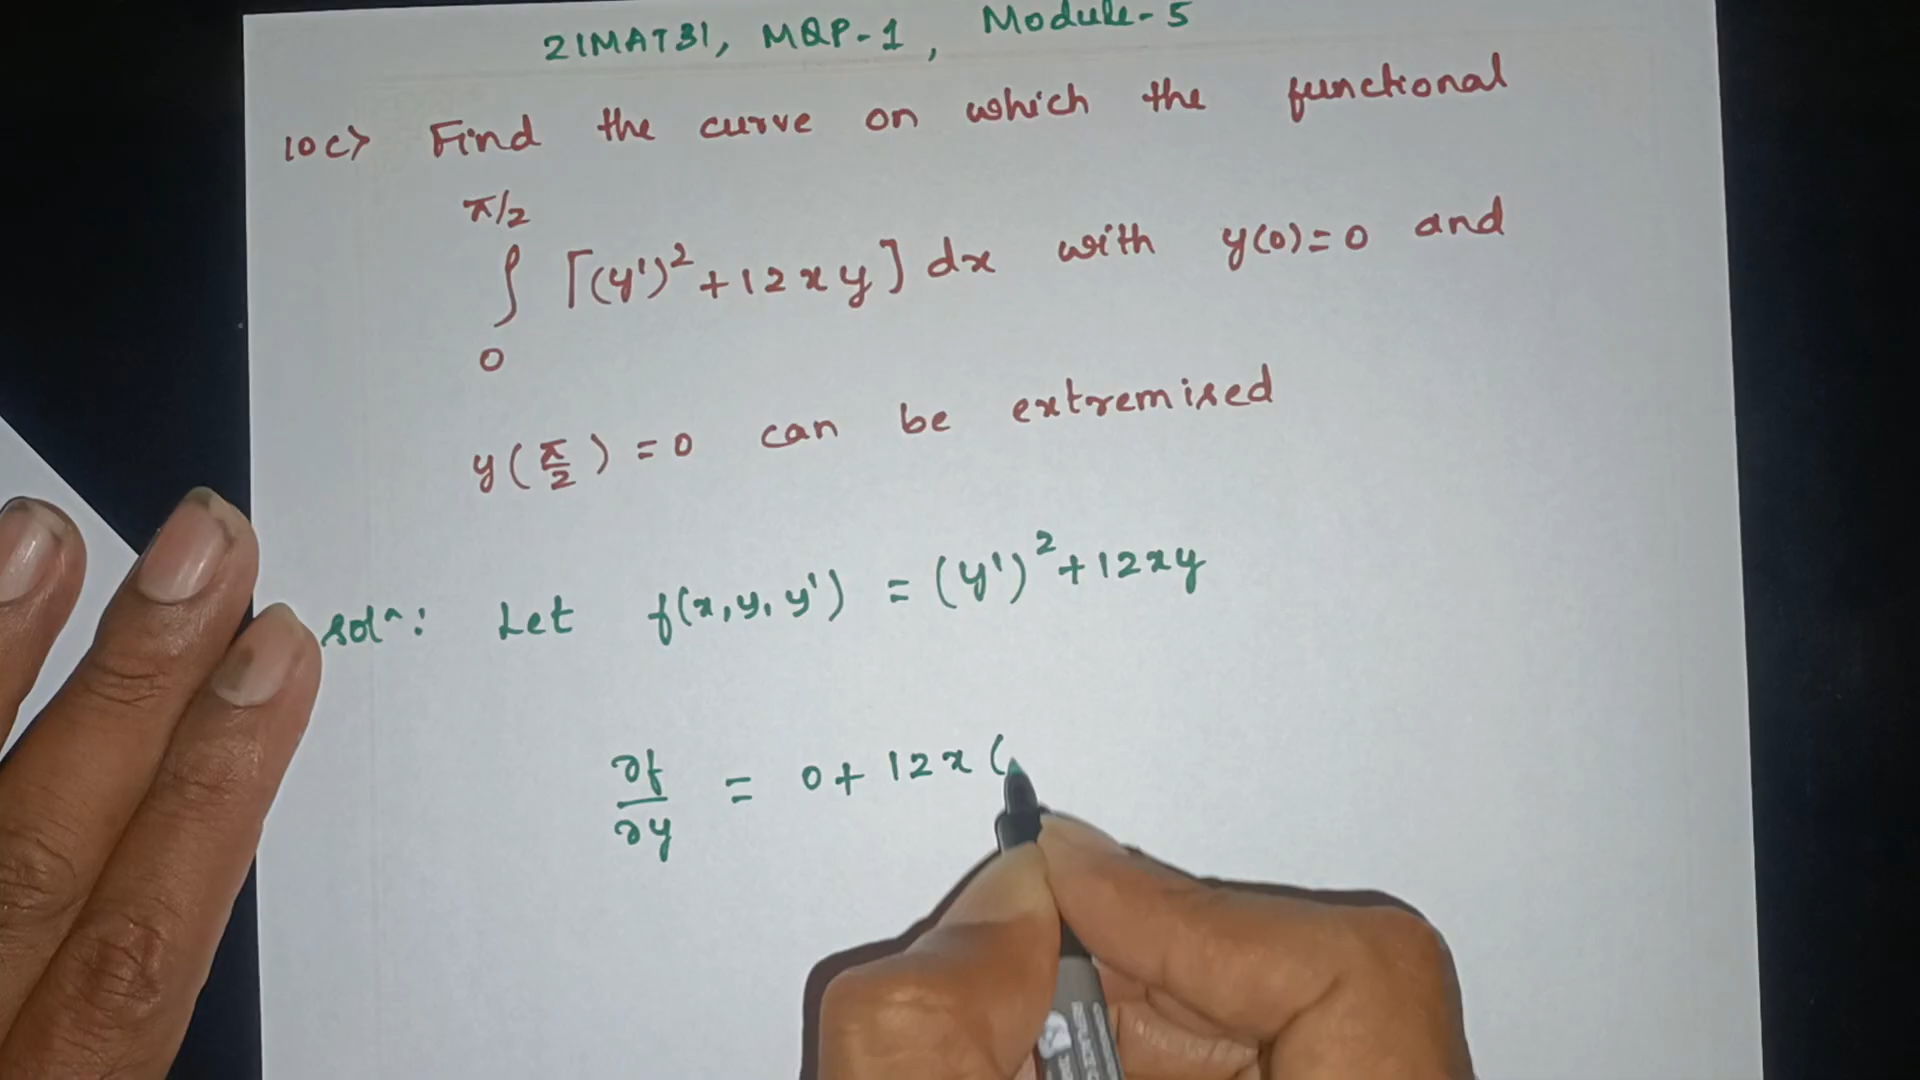 21MAT31, MQP-1, Module-5
10c> Find the curve on which the functional
π/2
∫ [(y')²+12xy] dx with y(0)=0 and
0
y(π/2)=0 can be extremised
solⁿ: Let f(x,y,y') = (y')²+12xy
∂f/∂y = 0+12x(